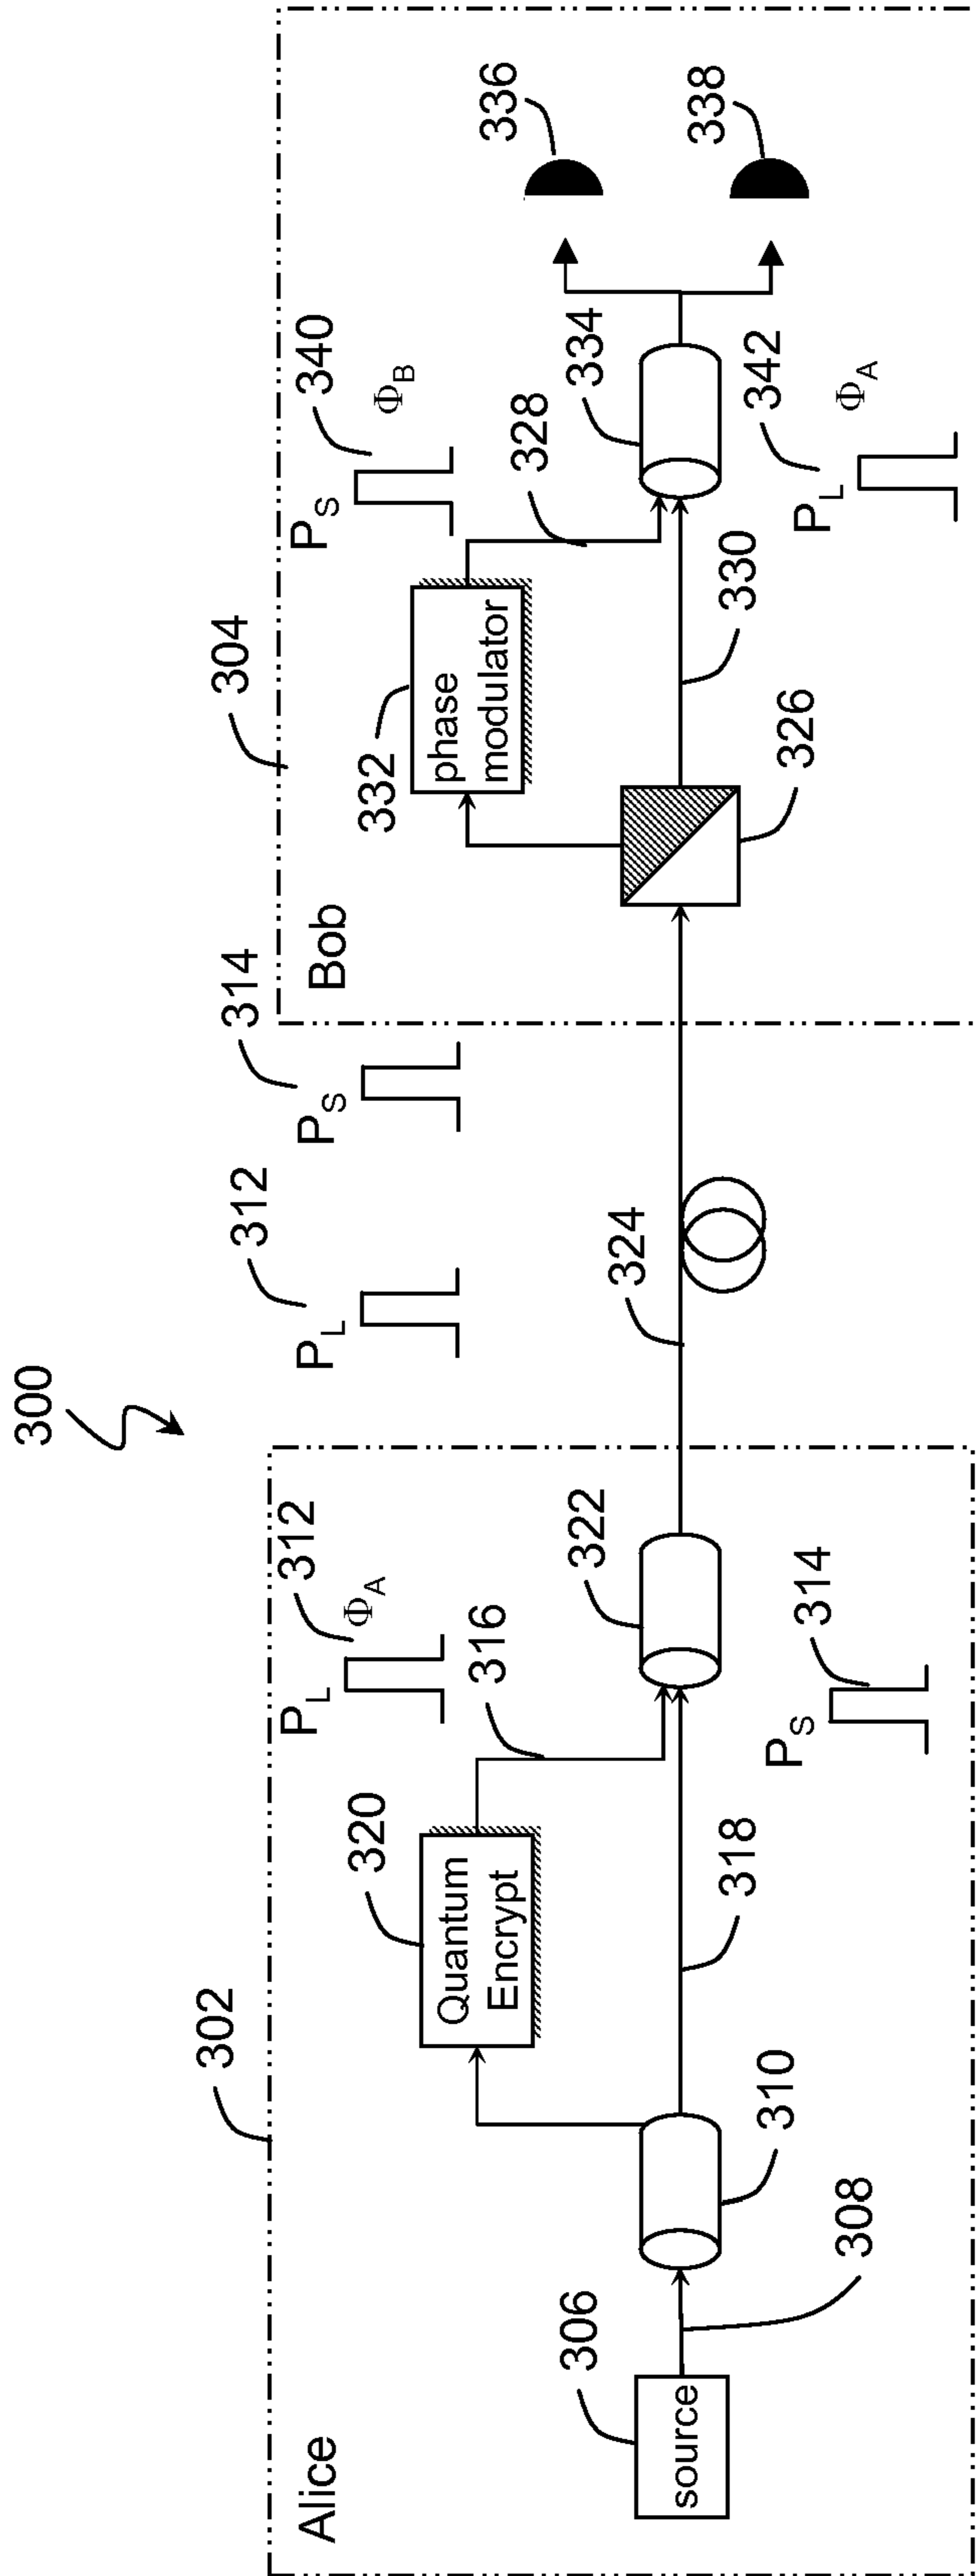 300
302
Alice
306
source
308
310
320
Quantum
Encrypt
318
316
P_L
312
Φ_A
322
P_S
314
P_L
312
P_S
314
324
304
Bob
326
332
phase
modulator
330
328
P_S
340
Φ_B
334
P_L
342
Φ_A
336
338